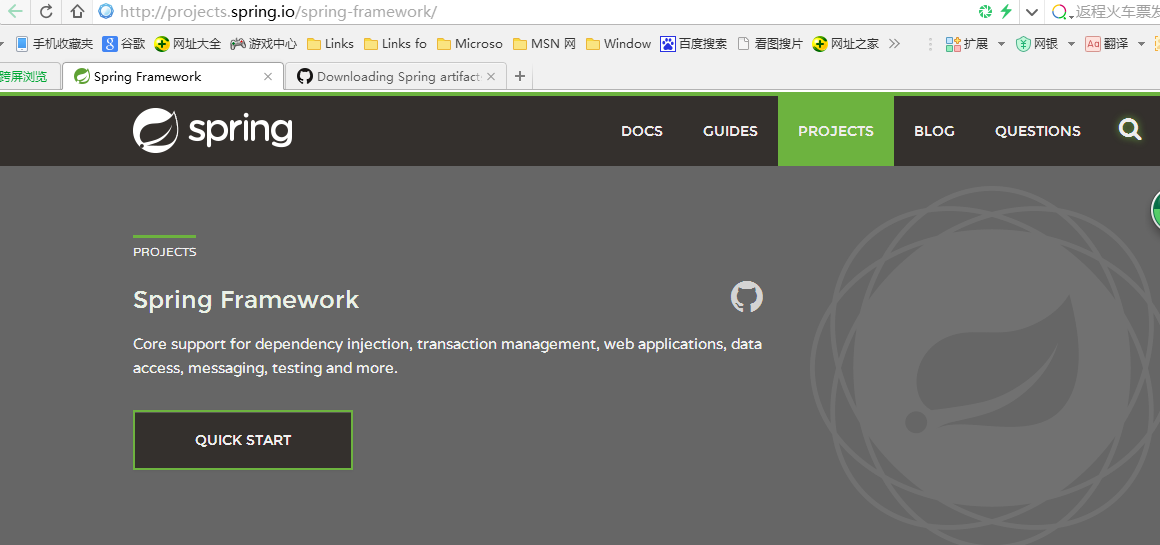 http://projects.spring.io/spring-framework/ 返程火车票发
手机收藏夹 谷歌 网址大全 游戏中心 Links Links fo Microso MSN 网 Window 百度搜索 看图搜片 网址之家 扩展 网银 Aa 翻译
跨屏浏览 Spring Framework Downloading Spring artifact
spring DOCS GUIDES PROJECTS BLOG QUESTIONS
PROJECTS
Spring Framework
Core support for dependency injection, transaction management, web applications, data
access, messaging, testing and more.
QUICK START